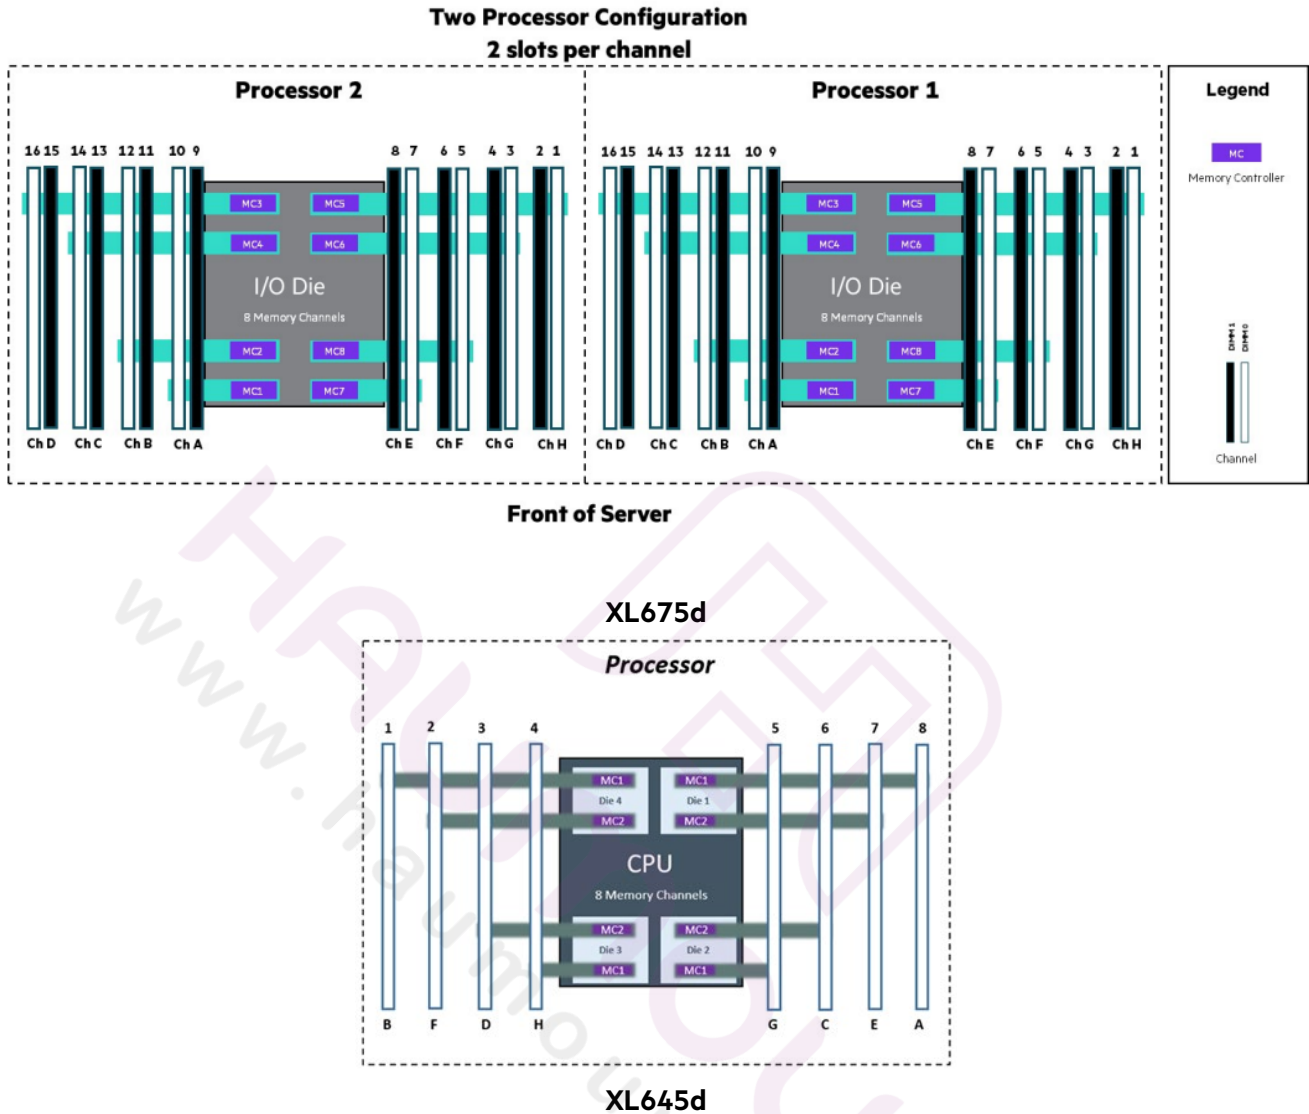 Two Processor Configuration
2 slots per channel
Processor 2
Processor 1
Legend
16 15 14 13 12 11 10 9 8 7 6 5 4 3 2 1
16 15 14 13 12 11 10 9 8 7 6 5 4 3 2 1
MC
Memory Controller
MC3 MC5
MC3 MC5
MC4 MC6
MC4 MC6
I/O Die
I/O Die
8 Memory Channels
8 Memory Channels
MC2 MC8
MC2 MC8
MC1 MC7
MC1 MC7
DIMM 1
DIMM 0
Channel
Ch D Ch C Ch B Ch A Ch E Ch F Ch G Ch H
Ch D Ch C Ch B Ch A Ch E Ch F Ch G Ch H
Front of Server
XL675d
Processor
1 2 3 4 5 6 7 8
MC1 MC1
Die 4 Die 1
MC2 MC2
CPU
8 Memory Channels
MC2 MC2
Die 3 Die 2
MC1 MC1
B F D H G C E A
XL645d